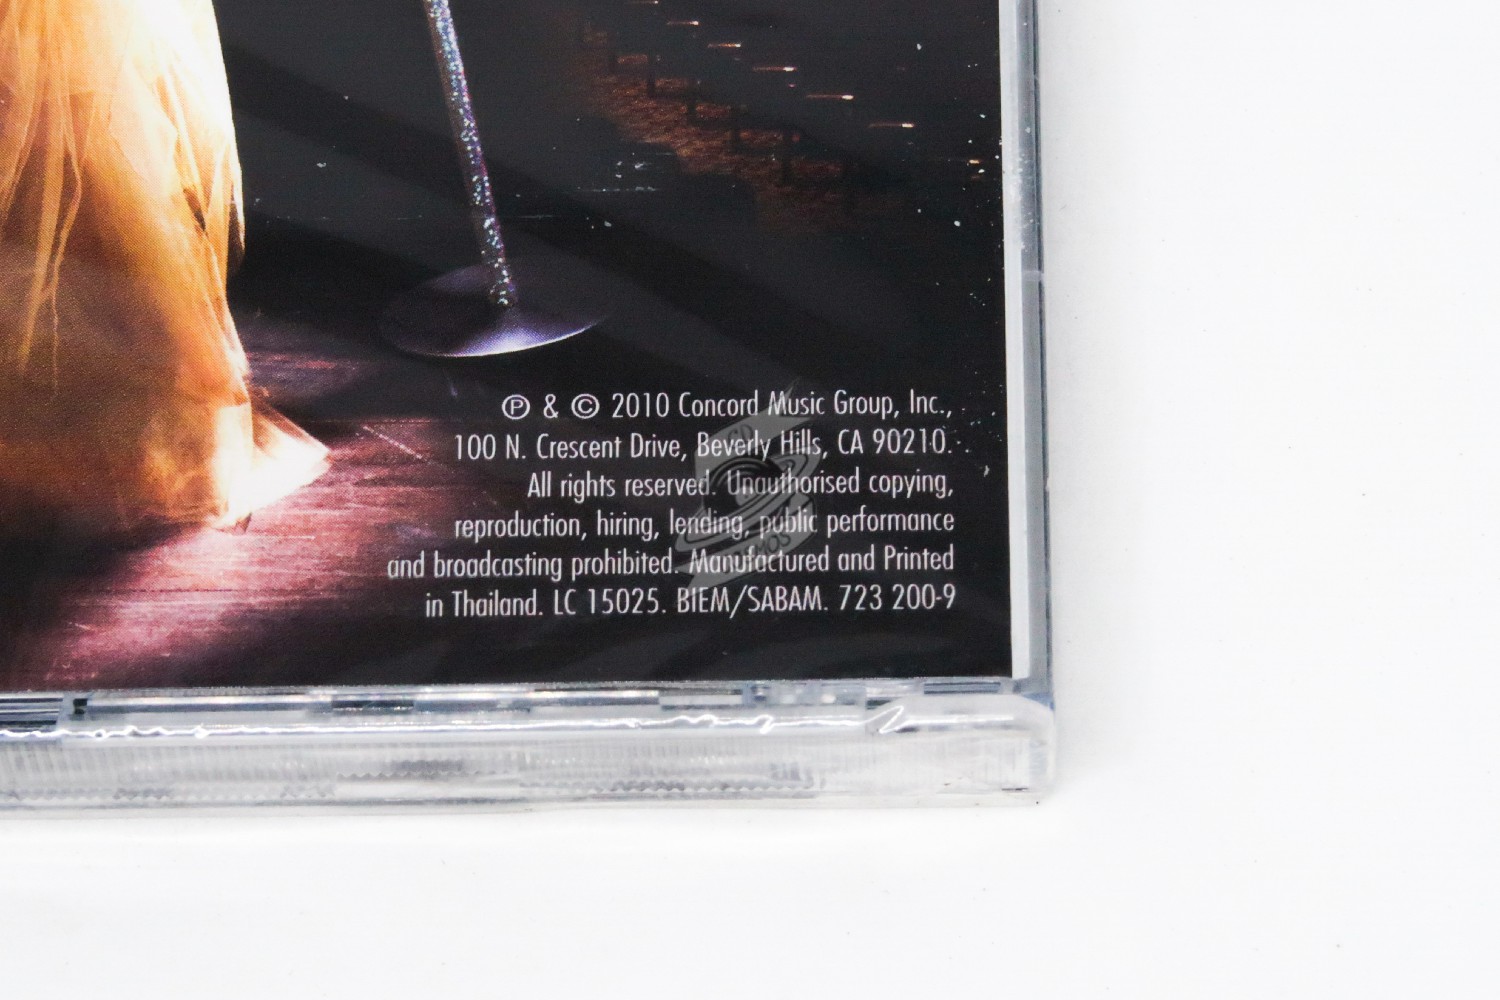 ℗ & © 2010 Concord Music Group, Inc.,
100 N. Crescent Drive, Beverly Hills, CA 90210.
All rights reserved. Unauthorised copying,
reproduction, hiring, lending, public performance
and broadcasting prohibited. Manufactured and Printed
in Thailand. LC 15025. BIEM/SABAM. 723 200-9